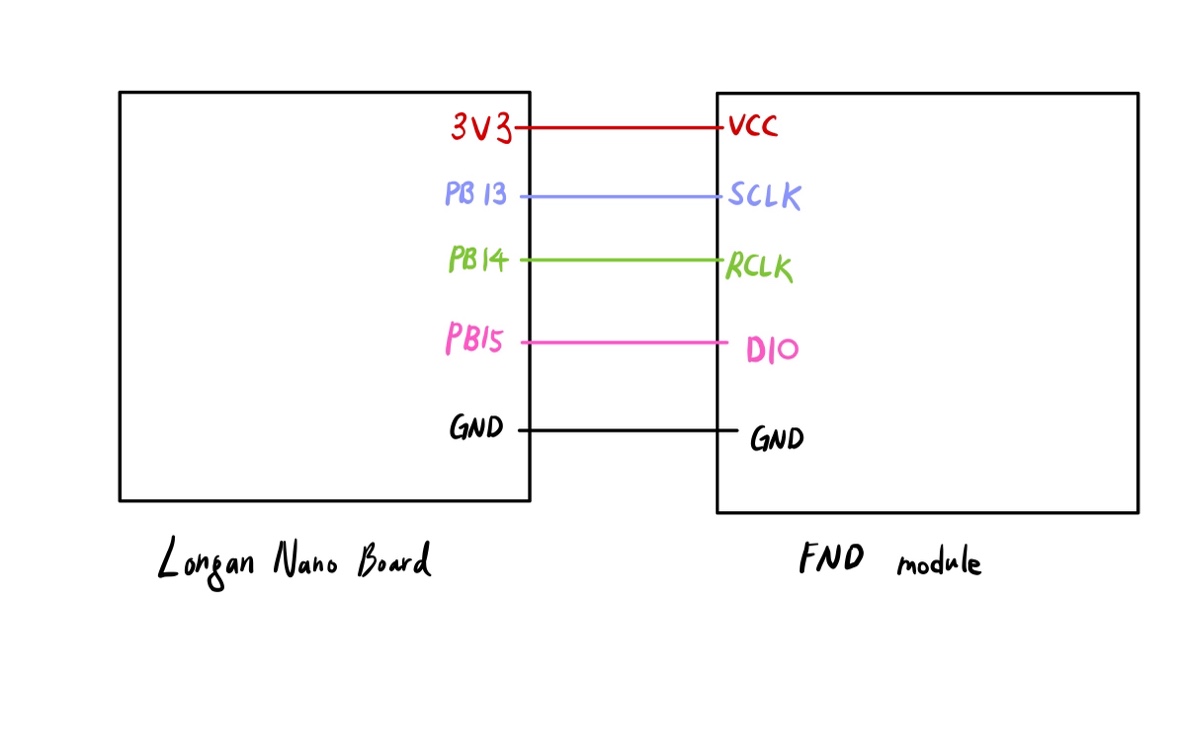 3V3 VCC
PB13 SCLK
PB14 RCLK
PB15 DIO
GND GND
Longan Nano Board FND module